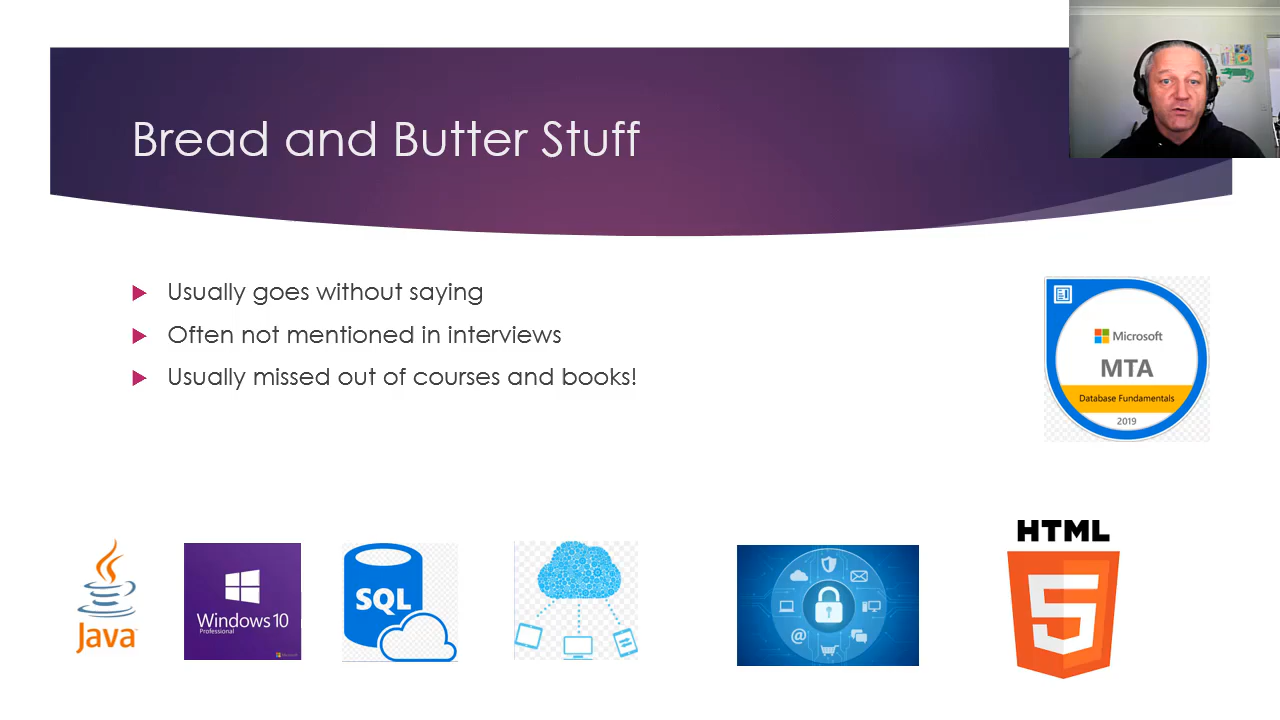 Bread and Butter Stuff
Usually goes without saying
Often not mentioned in interviews
Usually missed out of courses and books!
Microsoft
MTA
Database Fundamentals
2019
Java
Windows 10
Professional
SQL
@
HTML
5